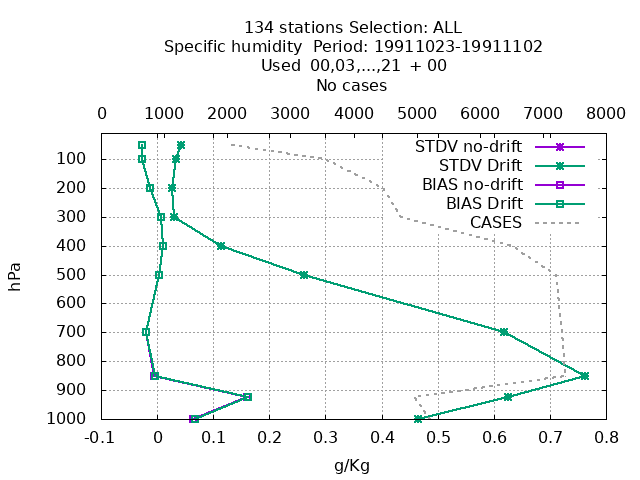 134 stations Selection: ALL
Specific humidity  Period: 19911023-19911102
Used  00,03,...,21  + 00
No cases
0 1000 2000 3000 4000 5000 6000 7000 8000
STDV no-drift
STDV Drift
BIAS no-drift
BIAS Drift
CASES
hPa
100
200
300
400
500
600
700
800
900
1000
-0.1 0 0.1 0.2 0.3 0.4 0.5 0.6 0.7 0.8
g/Kg